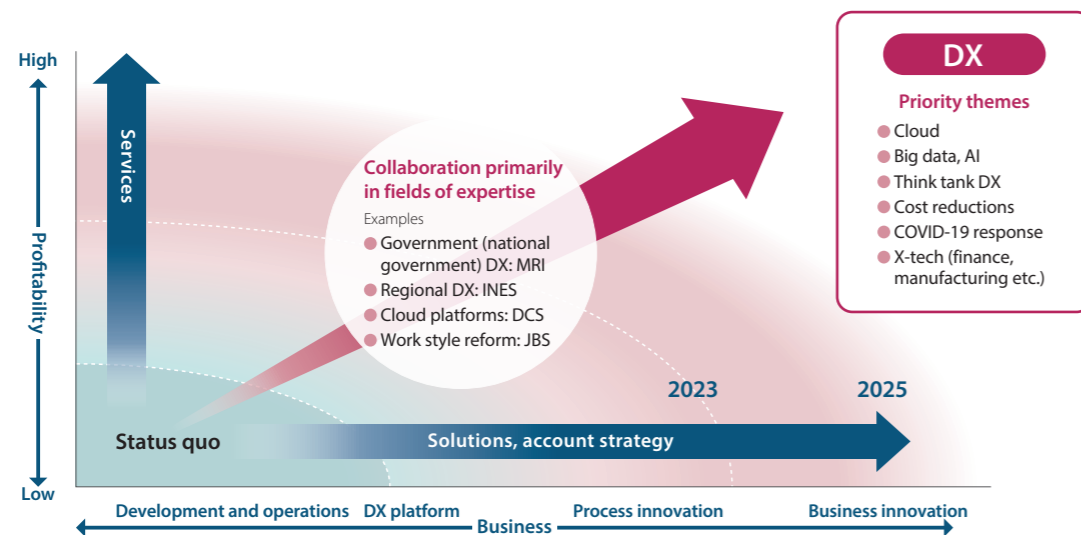 High
Profitability
Low
Services
Collaboration primarily
in fields of expertise
Examples
Government (national
government) DX: MRI
Regional DX: INES
Cloud platforms: DCS
Work style reform: JBS
DX
Priority themes
Cloud
Big data, AI
Think tank DX
Cost reductions
COVID-19 response
X-tech (finance,
manufacturing etc.)
2023
2025
Status quo
Solutions, account strategy
Development and operations
DX platform
Process innovation
Business innovation
Business